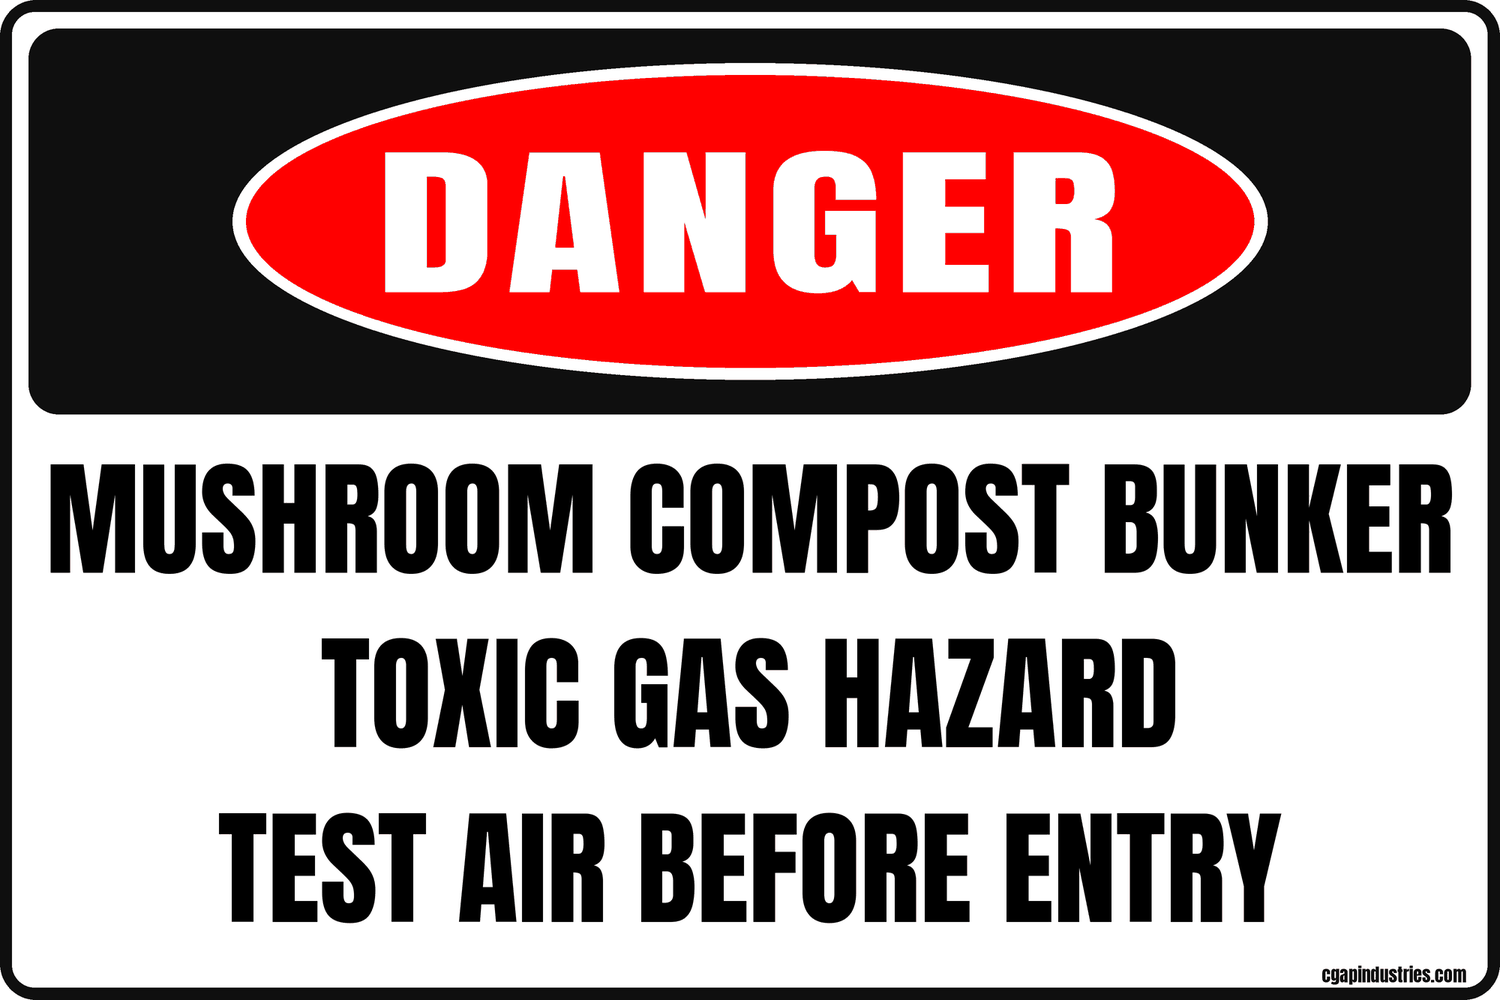 DANGER
MUSHROOM COMPOST BUNKER
TOXIC GAS HAZARD
TEST AIR BEFORE ENTRY
cgapindustries.com